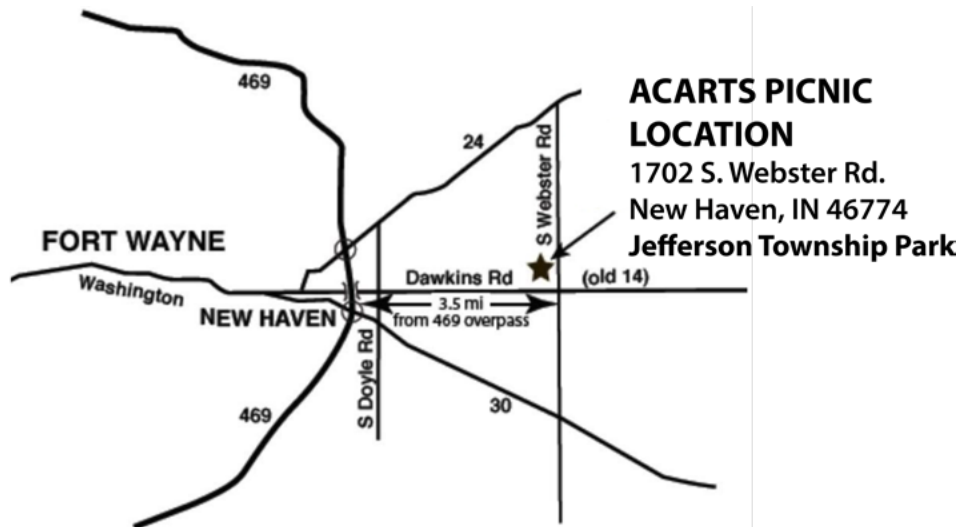 469
ACARTS PICNIC
LOCATION
1702 S. Webster Rd.
New Haven, IN 46774
Jefferson Township Park
24
S Webster Rd
FORT WAYNE
Washington
Dawkins Rd
(old 14)
3.5 mi
from 469 overpass
NEW HAVEN
S Doyle Rd
469
30